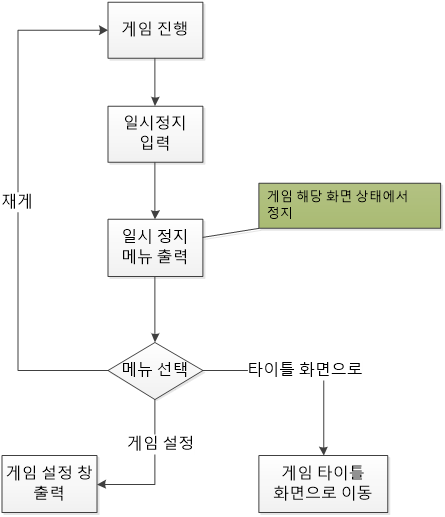 게임 진행
일시정지
입력
게임 해당 화면 상태에서
정지
재게
일시 정지
메뉴 출력
메뉴 선택
타이틀 화면으로
게임 설정
게임 설정 창
출력
게임 타이틀
화면으로 이동